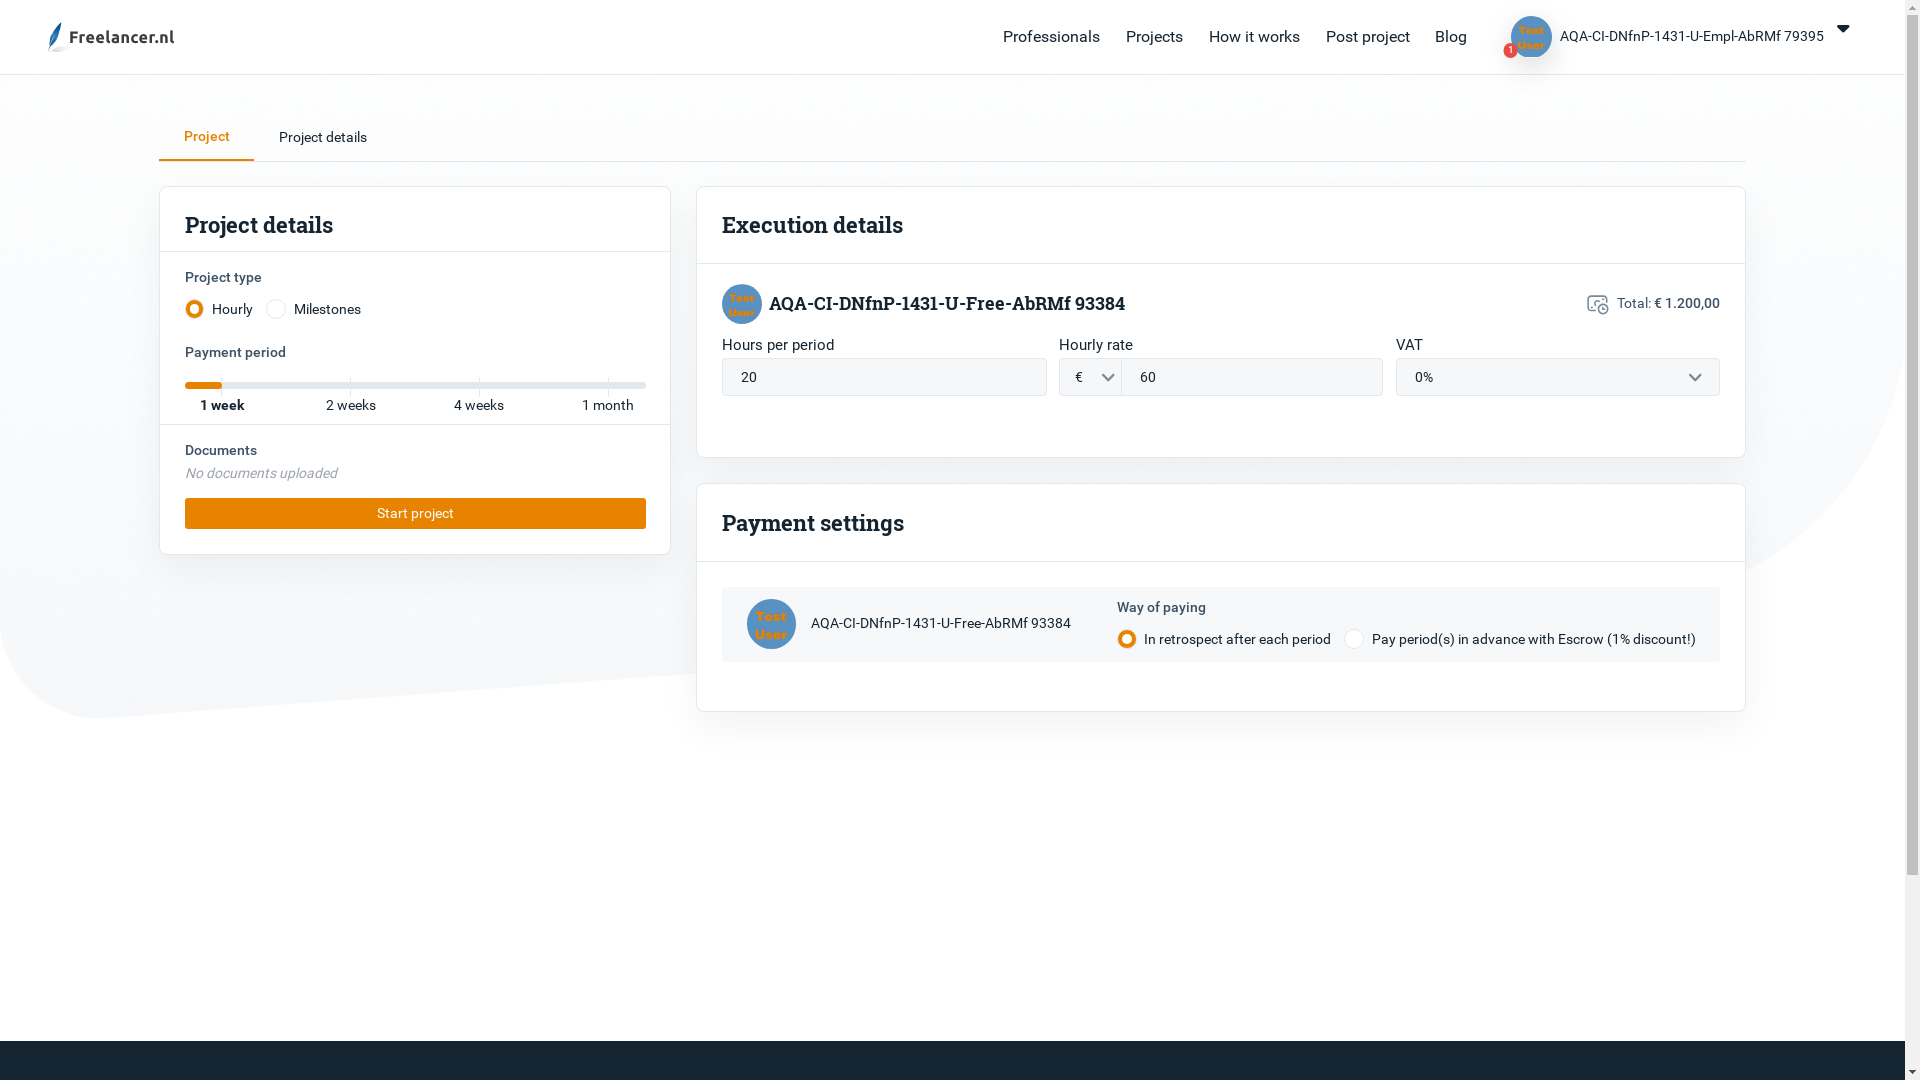 Freelancer.nl
Professionals
Projects
How it works
Post project
Blog
Test
User
1
AQA-CI-DNfnP-1431-U-Empl-AbRMf 79395
Project
Project details
Project details
Project type
Hourly
Milestones
Payment period
1 week
2 weeks
4 weeks
1 month
Documents
No documents uploaded
Start project
Execution details
Test
User
AQA-CI-DNfnP-1431-U-Free-AbRMf 93384
Total: € 1.200,00
Hours per period
Hourly rate
VAT
20
€
60
0%
Payment settings
Test
User
AQA-CI-DNfnP-1431-U-Free-AbRMf 93384
Way of paying
In retrospect after each period
Pay period(s) in advance with Escrow (1% discount!)